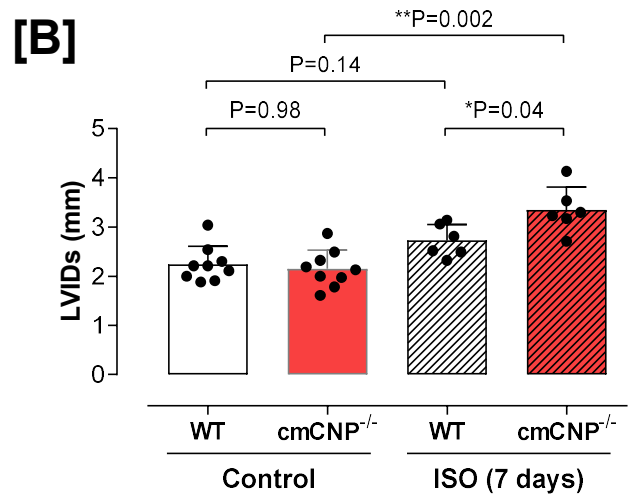 [B]
**P=0.002
P=0.14
P=0.98
*P=0.04
LVIDs (mm)
5
4
3
2
1
0
WT
cmCNP-/-
WT
cmCNP-/-
Control
ISO (7 days)